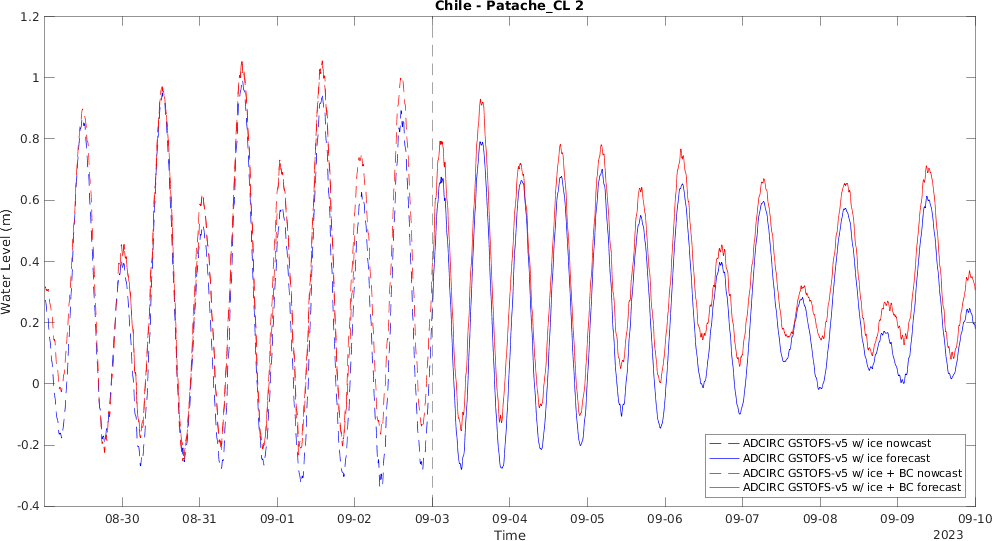 Chile - Patache_CL 2
1.2
1
0.8
0.6
0.4
0.2
0
-0.2
-0.4
Water Level (m)
08-30 08-31 09-01 09-02 09-03 09-04 09-05 09-06 09-07 09-08 09-09 09-10
Time
2023
ADCIRC GSTOFS-v5 w/ ice nowcast
ADCIRC GSTOFS-v5 w/ ice forecast
ADCIRC GSTOFS-v5 w/ ice + BC nowcast
ADCIRC GSTOFS-v5 w/ ice + BC forecast